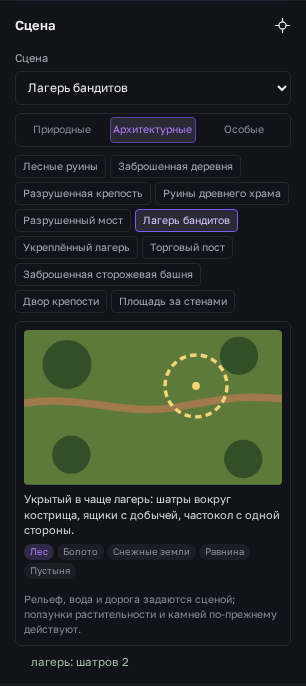 Сцена
Сцена
Лагерь бандитов
Природные Архитектурные Особые
Лесные руины Заброшенная деревня
Разрушенная крепость Руины древнего храма
Разрушенный мост Лагерь бандитов
Укреплённый лагерь Торговый пост
Заброшенная сторожевая башня
Двор крепости Площадь за стенами
Укрытый в чаще лагерь: шатры вокруг
кострища, ящики с добычей, частокол с одной
стороны.
Лес Болото Снежные земли Равнина
Пустыня
Рельеф, вода и дорога задаются сценой;
ползунки растительности и камней по-прежнему
действуют.
лагерь: шатров 2